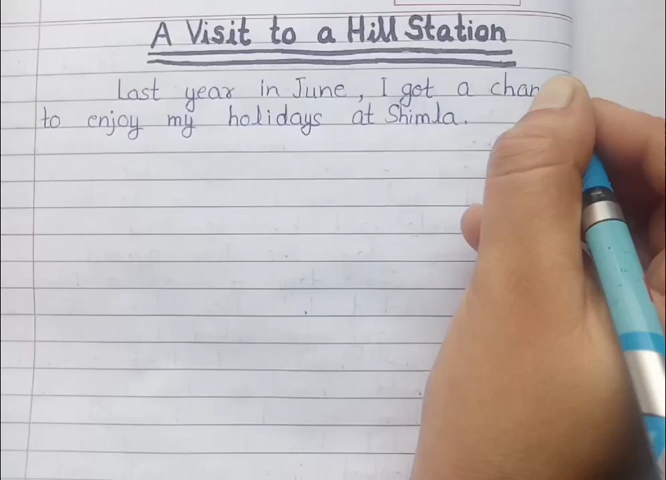 A Visit to a Hill Station
Last year in June, I got a
to enjoy my holidays at Shimla.